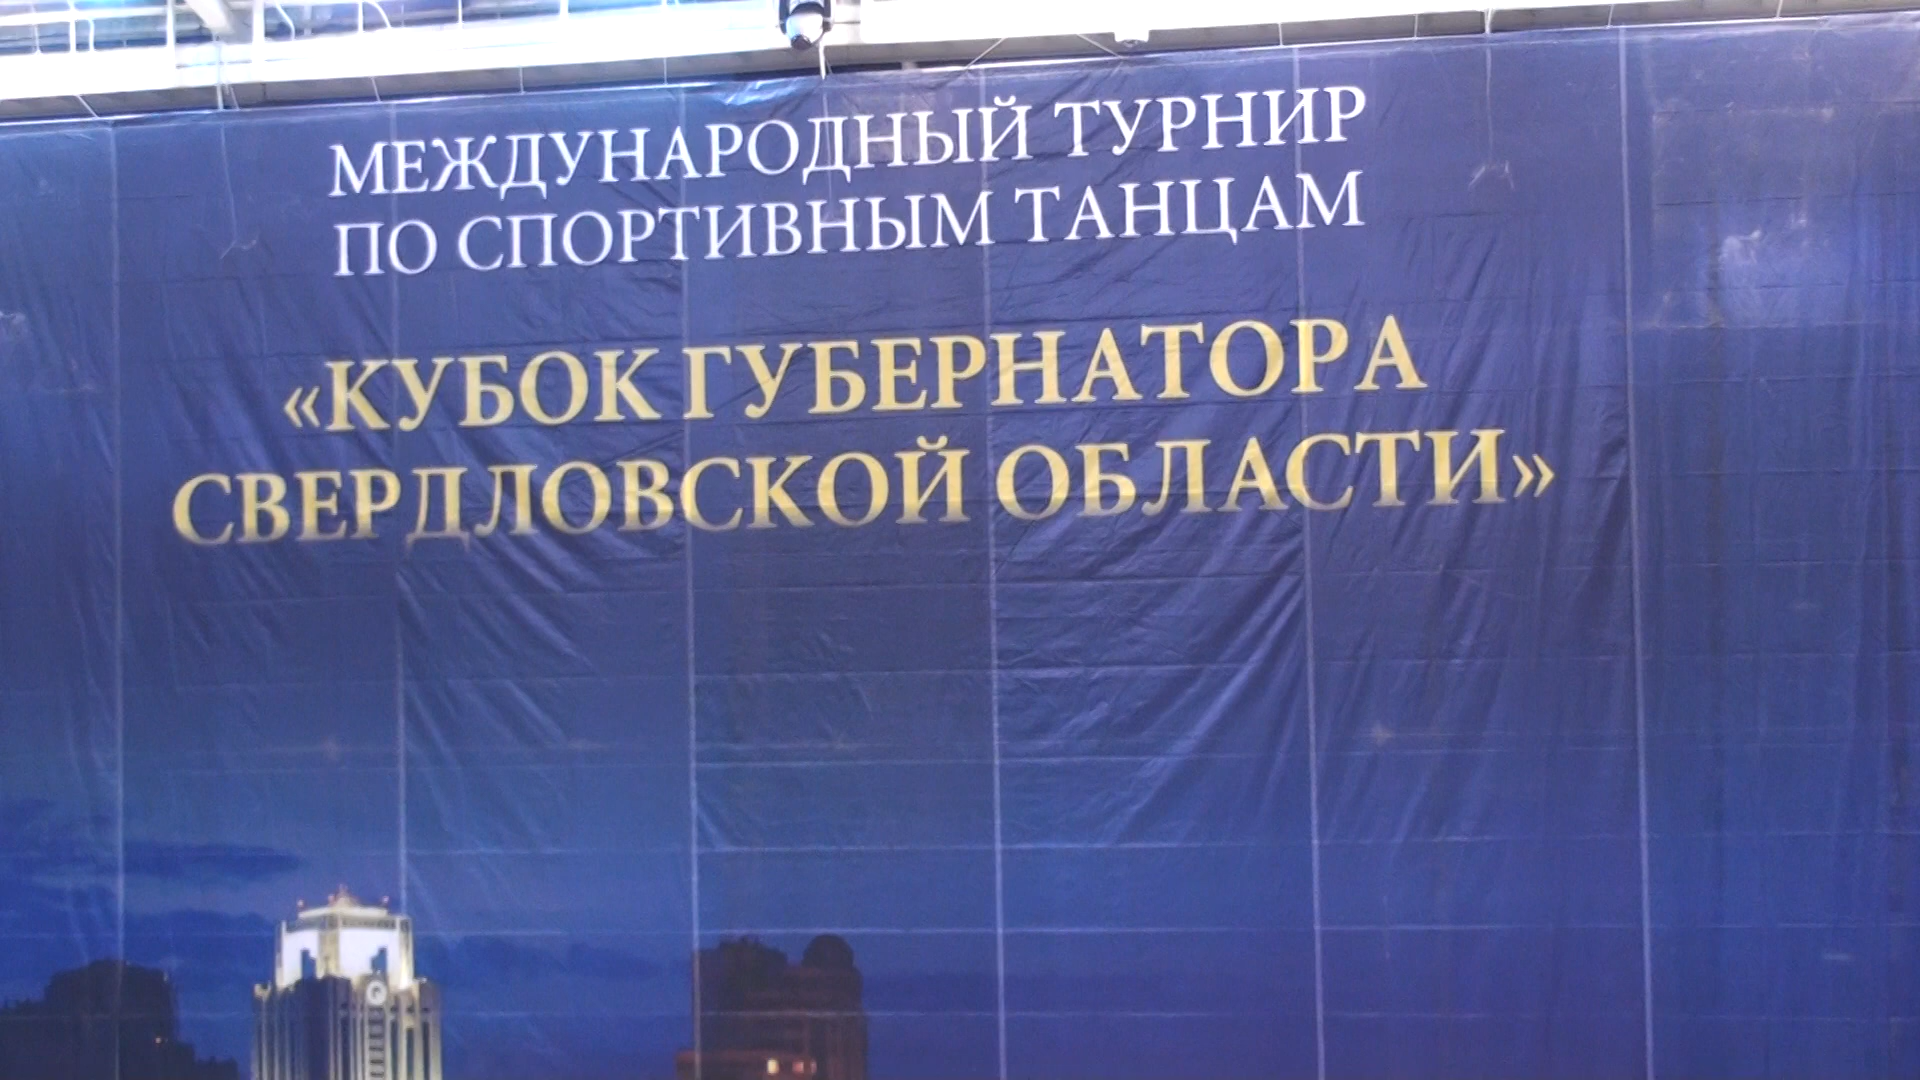 МЕЖДУНАРОДНЫЙ ТУРНИР
ПО СПОРТИВНЫМ ТАНЦАМ
«КУБОК ГУБЕРНАТОРА
СВЕРДЛОВСКОЙ ОБЛАСТИ»